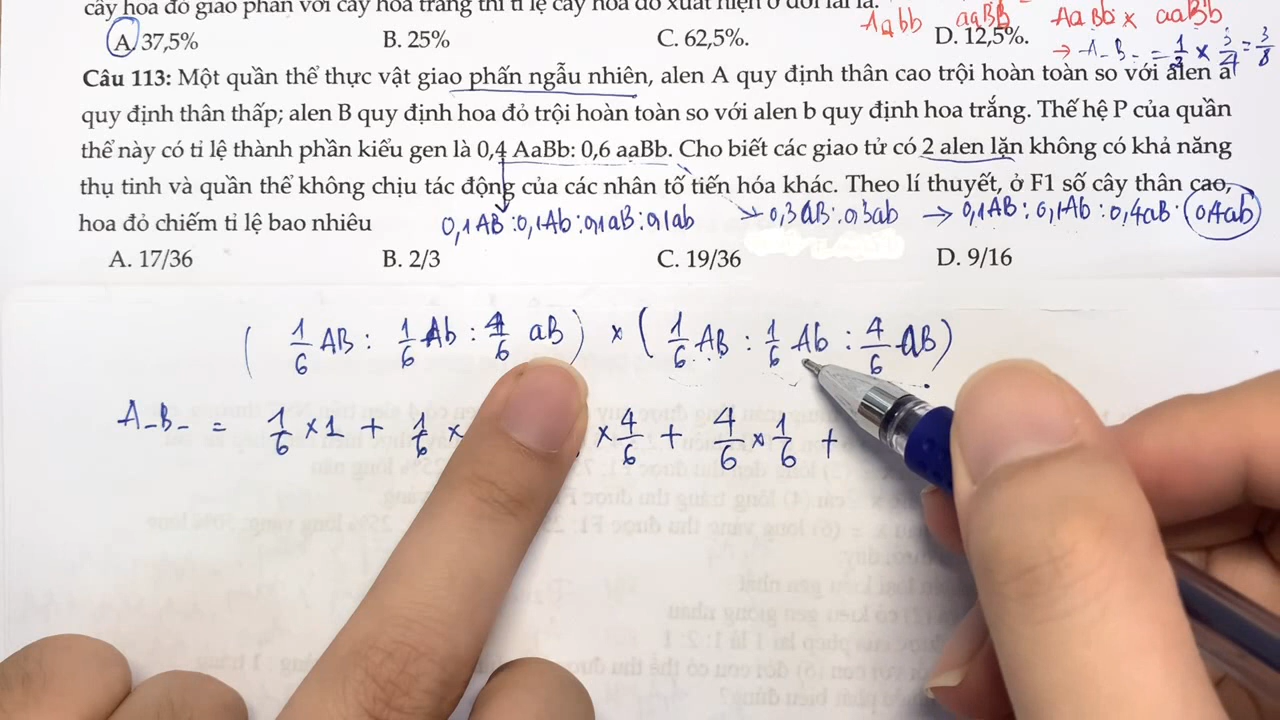 cây hoa đỏ giao phấn với cây hoa trắng thì tỉ lệ cây hoa đỏ xuất hiện ở đời lai là:
Aabb aaBB AaBb x aaBb
A. 37,5% B. 25% C. 62,5%. D. 12,5%.
→ A_B_ = 1/2 x 3/4 = 3/8
Câu 113: Một quần thể thực vật giao phấn ngẫu nhiên, alen A quy định thân cao trội hoàn toàn so với alen a
quy định thân thấp; alen B quy định hoa đỏ trội hoàn toàn so với alen b quy định hoa trắng. Thế hệ P của quần
thể này có tỉ lệ thành phần kiểu gen là 0,4 AaBb: 0,6 aaBb. Cho biết các giao tử có 2 alen lặn không có khả năng
thụ tinh và quần thể không chịu tác động của các nhân tố tiến hóa khác. Theo lí thuyết, ở F1 số cây thân cao,
hoa đỏ chiếm tỉ lệ bao nhiêu
0,1AB : 0,1Ab : 0,1aB : 0,1ab → 0,3aB : 0,3ab → 0,1AB : 0,1Ab : 0,4aB : 0,4ab
A. 17/36 B. 2/3 C. 19/36 D. 9/16
( 1/6 AB : 1/6 Ab : 4/6 aB ) x ( 1/6 AB : 1/6 Ab : 4/6 aB )
A_B_ = 1/6 x 1 + 1/6 x x 4/6 + 4/6 x 1/6 +